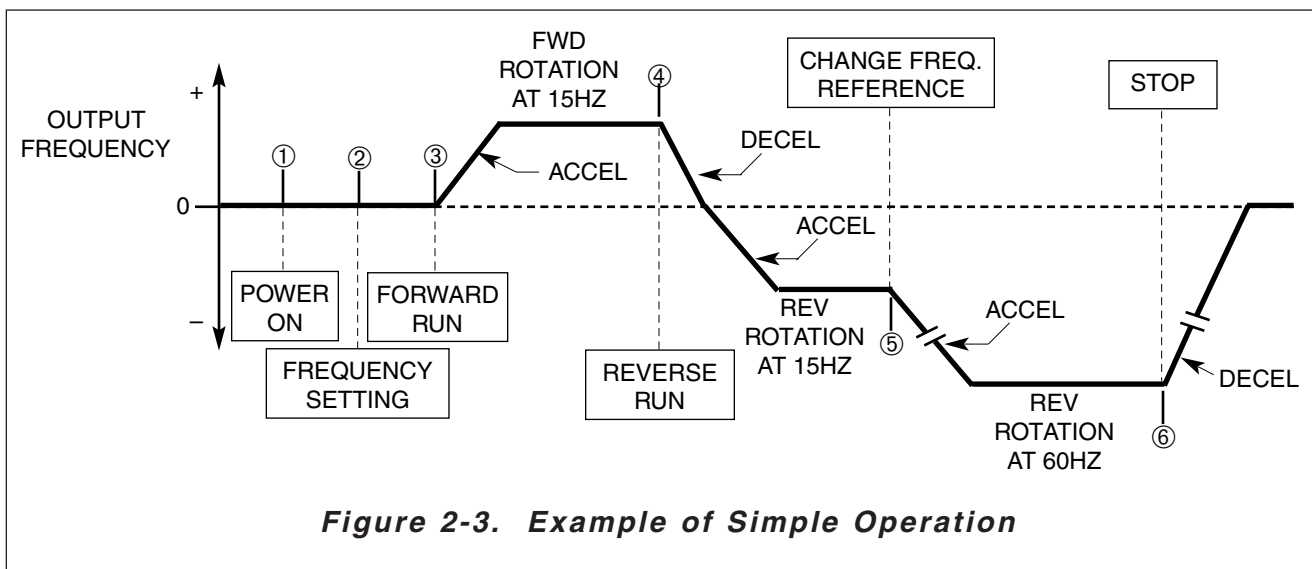 FWD
ROTATION
AT 15HZ
④
CHANGE FREQ.
REFERENCE
STOP
+
OUTPUT
FREQUENCY
①
②
③
ACCEL
DECEL
0
ACCEL
POWER
ON
FORWARD
RUN
–
REV
ROTATION
AT 15HZ
⑤
ACCEL
FREQUENCY
SETTING
REVERSE
RUN
DECEL
REV
ROTATION
AT 60HZ
⑥
Figure 2-3. Example of Simple Operation